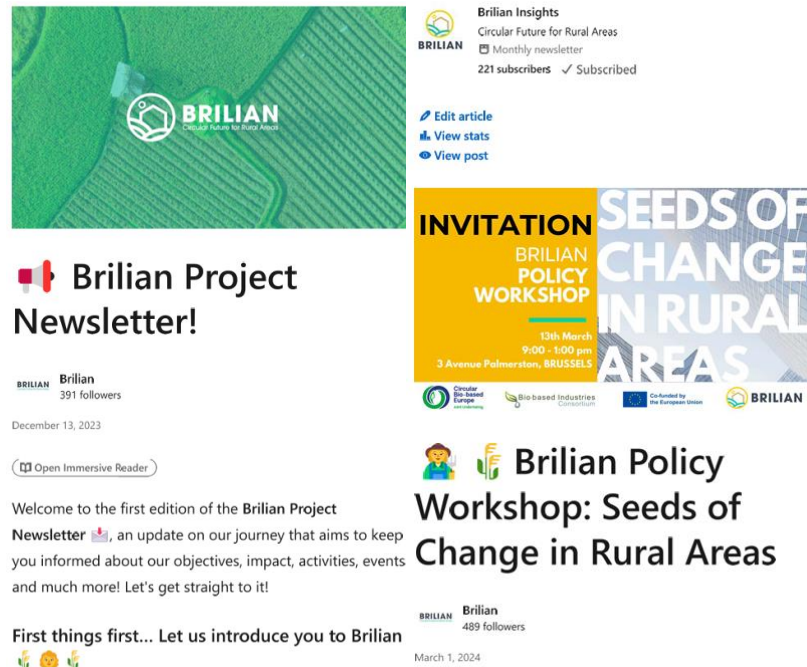 BRILIAN
Circular Future for Rural Areas
Brilian Project
Newsletter!
BRILIAN
Brilian
391 followers
December 13, 2023
Open Immersive Reader
Welcome to the first edition of the Brilian Project
Newsletter 📩, an update on our journey that aims to keep
you informed about our objectives, impact, activities, events
and much more! Let's get straight to it!
First things first... Let us introduce you to Brilian
BRILIAN
Brilian Insights
Circular Future for Rural Areas
Monthly newsletter
221 subscribers ✓ Subscribed
Edit article
View stats
View post
INVITATION
BRILIAN
POLICY
WORKSHOP
13th March
9:00 - 1:00 pm
3 Avenue Palmerston, BRUSSELS
SEEDS OF
CHANGE
IN RURAL
AREAS
Circular
Bio-based
Europe
Joint Undertaking
Bio-based Industries
Consortium
Co-funded by
the European Union
BRILIAN
Brilian Policy
Workshop: Seeds of
Change in Rural Areas
BRILIAN
Brilian
489 followers
March 1, 2024